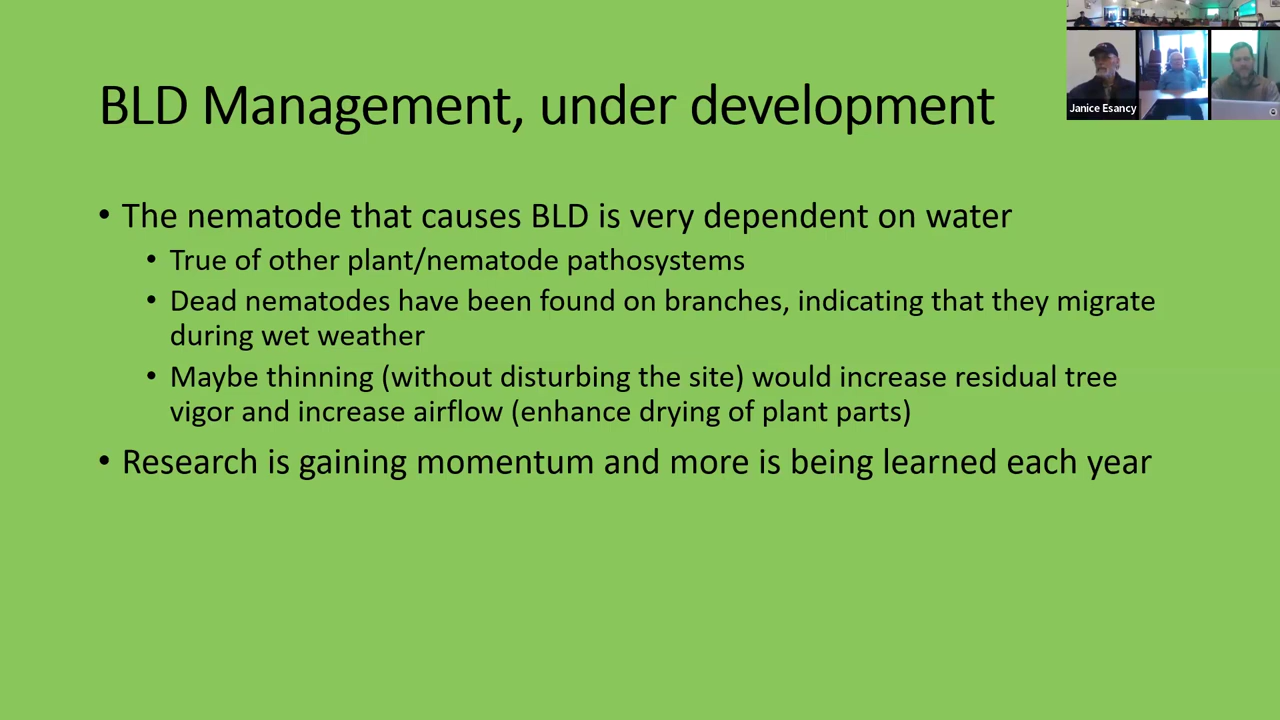 BLD Management, under development
Janice Esancy
• The nematode that causes BLD is very dependent on water
• True of other plant/nematode pathosystems
• Dead nematodes have been found on branches, indicating that they migrate
during wet weather
• Maybe thinning (without disturbing the site) would increase residual tree
vigor and increase airflow (enhance drying of plant parts)
• Research is gaining momentum and more is being learned each year